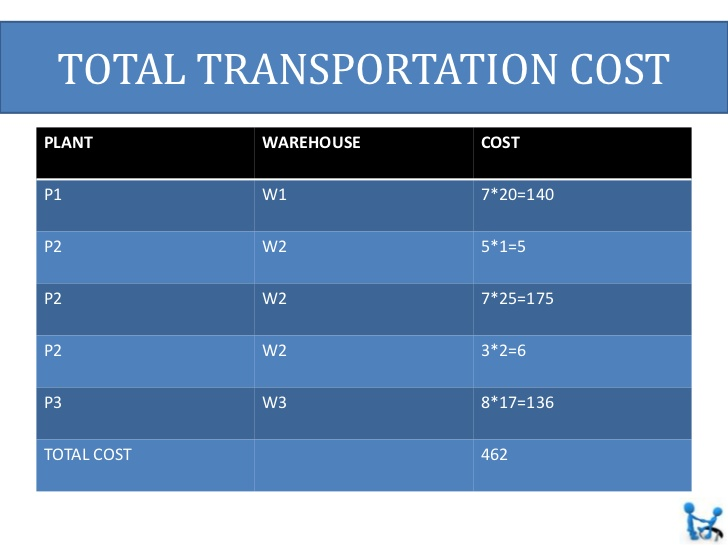 TOTAL TRANSPORTATION COST
PLANT WAREHOUSE COST
P1 W1 7*20=140
P2 W2 5*1=5
P2 W2 7*25=175
P2 W2 3*2=6
P3 W3 8*17=136
TOTAL COST 462